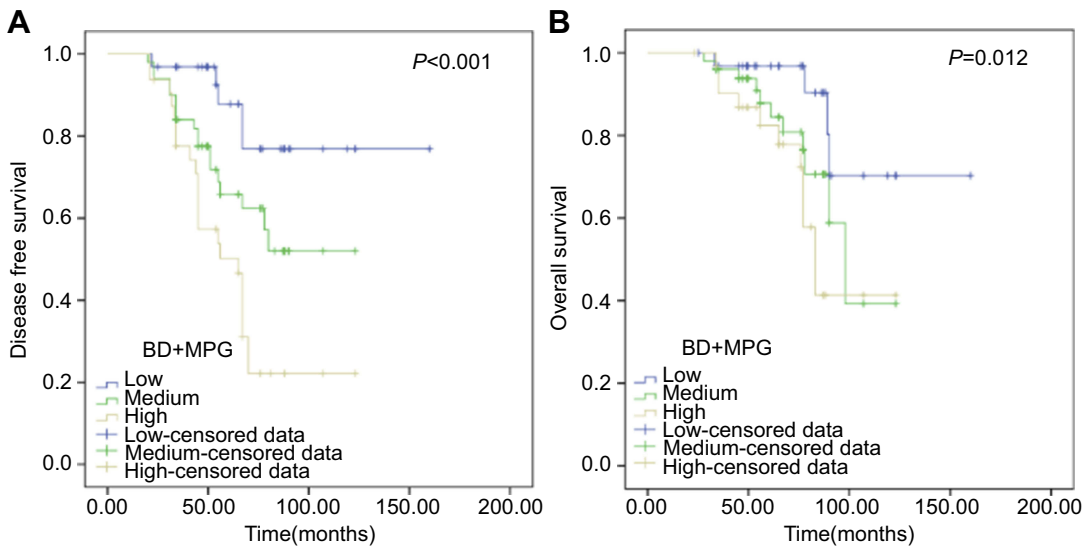 A
Disease free survival
1.0
0.8
0.6
0.4
0.2
0.0
P<0.001
BD+MPG
Low
Medium
High
Low-censored data
Medium-censored data
High-censored data
0.00 50.00 100.00 150.00 200.00
Time(months)
B
Overall survival
1.0
0.8
0.6
0.4
0.2
0.0
P=0.012
BD+MPG
Low
Medium
High
Low-censored data
Medium-censored data
High-censored data
0.00 50.00 100.00 150.00 200.00
Time(months)